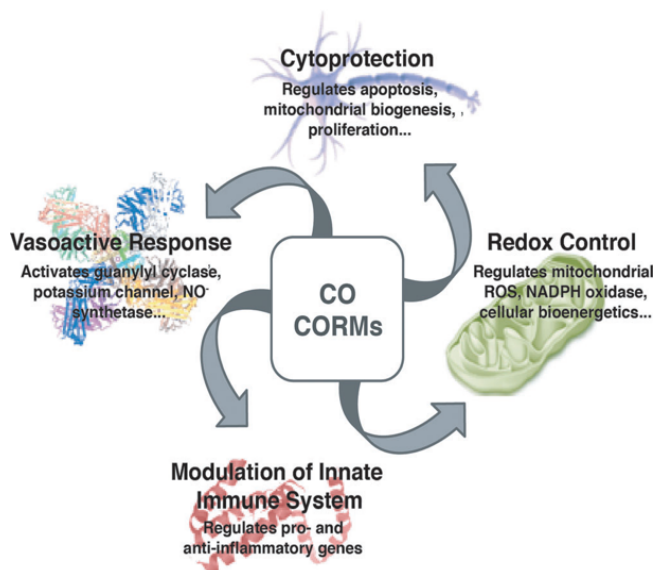 Cytoprotection
Regulates apoptosis,
mitochondrial biogenesis, ,
proliferation...
Vasoactive Response
Activates guanylyl cyclase,
potassium channel, NO-
synthetase...
CO
CORMs
Redox Control
Regulates mitochondrial
ROS, NADPH oxidase,
cellular bioenergetics...
Modulation of Innate
Immune System
Regulates pro- and
anti-inflammatory genes